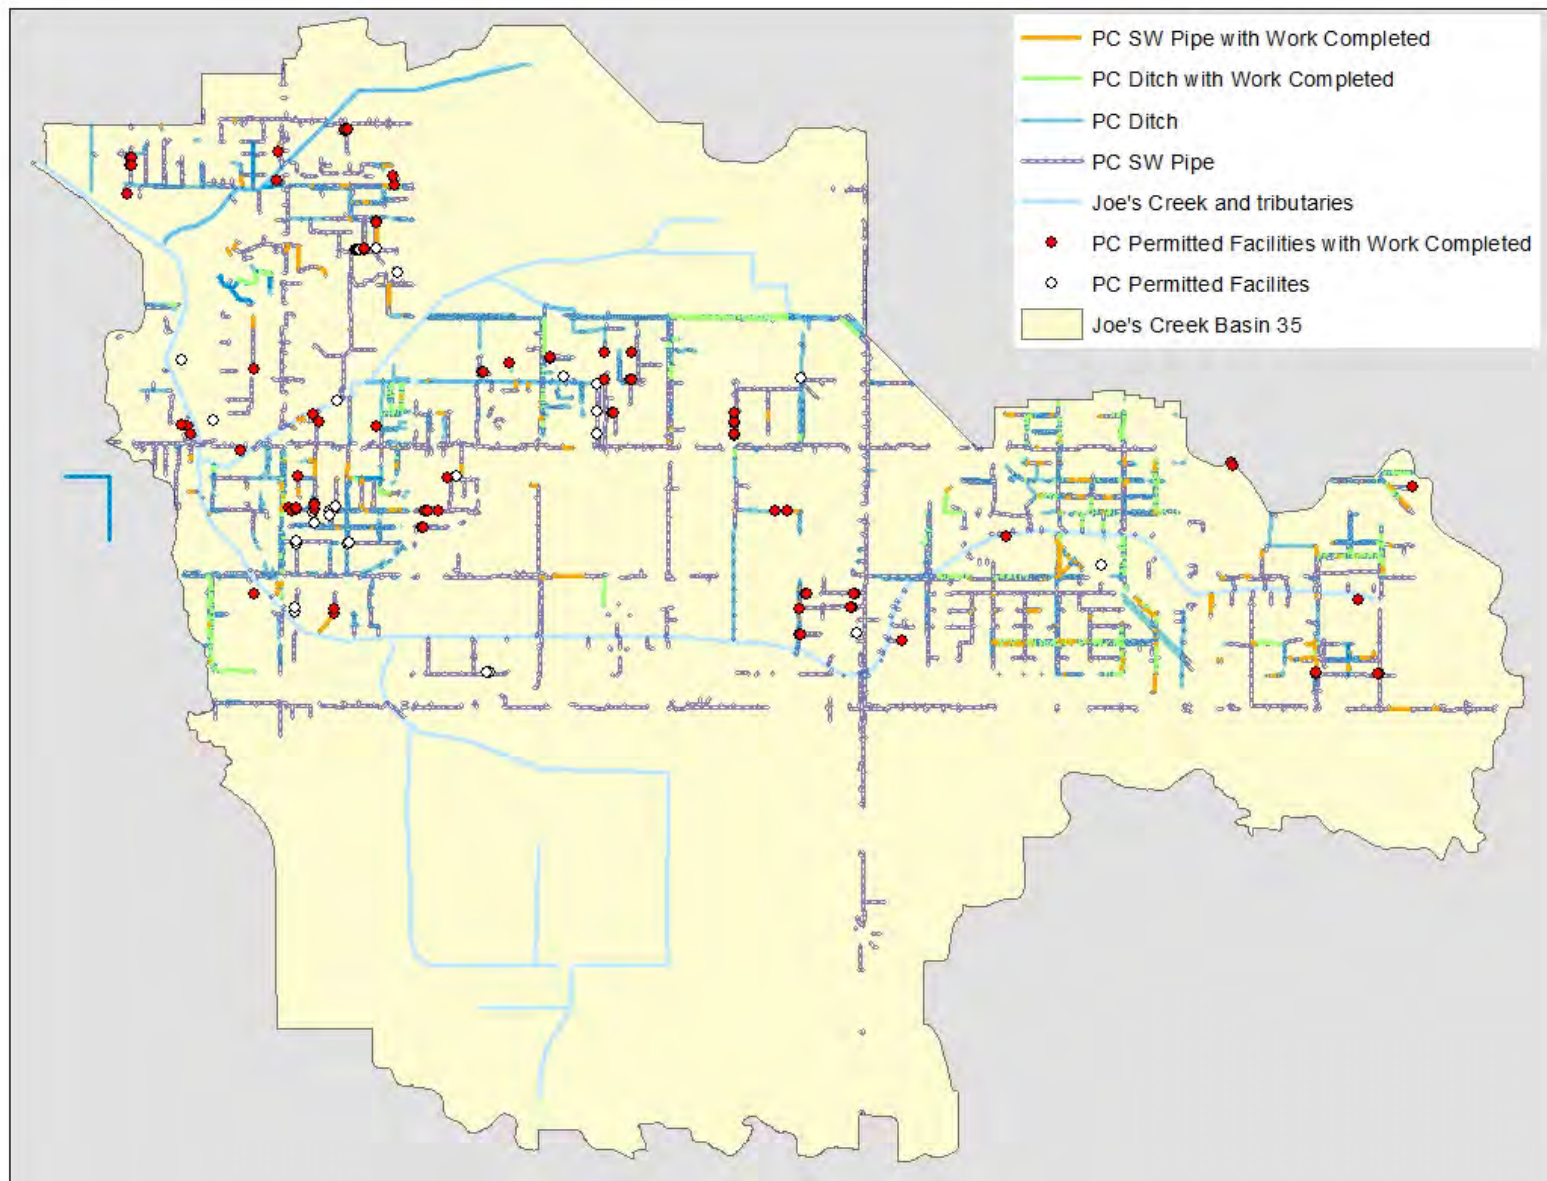 PC SW Pipe with Work Completed
PC Ditch with Work Completed
PC Ditch
PC SW Pipe
Joe's Creek and tributaries
PC Permitted Facilities with Work Completed
PC Permitted Facilites
Joe's Creek Basin 35